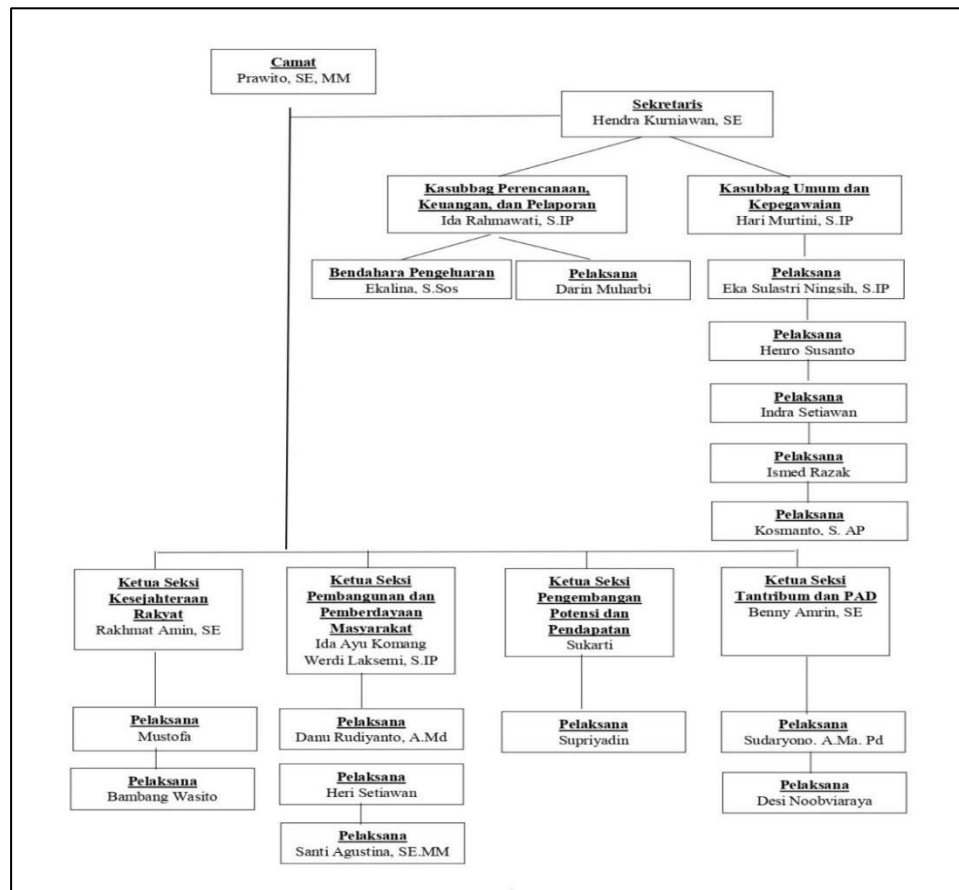 Camat
Prawito, SE, MM
Sekretaris
Hendra Kurniawan, SE
Kasubbag Perencanaan,
Keuangan, dan Pelaporan
Ida Rahmawati, S.IP
Kasubbag Umum dan
Kepegawaian
Hari Murtini, S.IP
Bendahara Pengeluaran
Ekalina, S.Sos
Pelaksana
Darin Muharbi
Pelaksana
Eka Sulastri Ningsih, S.IP
Pelaksana
Henro Susanto
Pelaksana
Indra Setiawan
Pelaksana
Ismed Razak
Pelaksana
Kosmanto, S. AP
Ketua Seksi
Kesejahteraan
Rakyat
Rakhmat Amin, SE
Ketua Seksi
Pembangunan dan
Pemberdayaan
Masyarakat
Ida Ayu Komang
Werdi Laksemi, S.IP
Ketua Seksi
Pengembangan
Potensi dan
Pendapatan
Sukarti
Ketua Seksi
Tantribum dan PAD
Benny Amrin, SE
Pelaksana
Mustofa
Pelaksana
Danu Rudiyanto, A.Md
Pelaksana
Supriyadin
Pelaksana
Sudaryono. A.Ma. Pd
Pelaksana
Bambang Wasito
Pelaksana
Heri Setiawan
Pelaksana
Desi Noobviaraya
Pelaksana
Santi Agustina, SE.MM